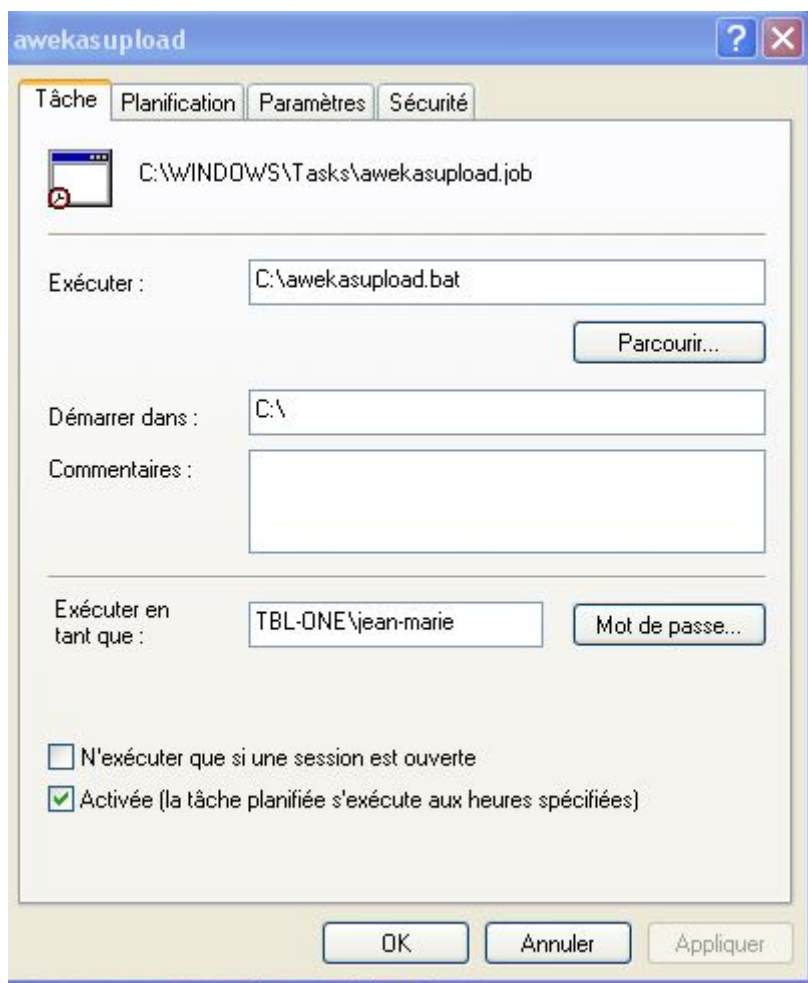 awekasupload
Tâche Planification Paramètres Sécurité
C:\WINDOWS\Tasks\awekasupload.job
Exécuter : C:\awekasupload.bat
Parcourir...
Démarrer dans : C:\
Commentaires :
Exécuter en
tant que : TBL-ONE\jean-marie Mot de passe...
N'exécuter que si une session est ouverte
Activée (la tâche planifiée s'exécute aux heures spécifiées)
OK Annuler Appliquer